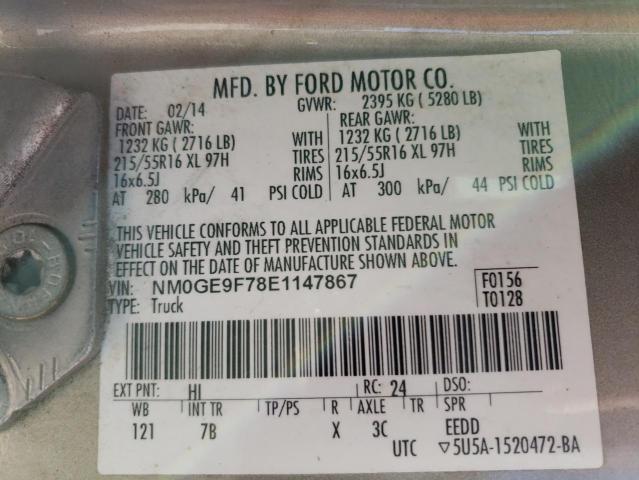 MFD. BY FORD MOTOR CO.
DATE: 02/14 GVWR: 2395 KG ( 5280 LB)
FRONT GAWR: REAR GAWR:
1232 KG ( 2716 LB) WITH 1232 KG ( 2716 LB) WITH
215/55R16 XL 97H TIRES 215/55R16 XL 97H TIRES
16x6.5J RIMS 16x6.5J RIMS
AT 280 kPa/ 41 PSI COLD AT 300 kPa/ 44 PSI COLD
THIS VEHICLE CONFORMS TO ALL APPLICABLE FEDERAL MOTOR
VEHICLE SAFETY AND THEFT PREVENTION STANDARDS IN
EFFECT ON THE DATE OF MANUFACTURE SHOWN ABOVE.
VIN: NM0GE9F78E1147867 F0156
TYPE: Truck T0128
EXT PNT: HI RC: 24 DSO:
WB INT TR TP/PS R AXLE TR SPR
121 7B X 3C EEDD
UTC ▽5U5A-1520472-BA